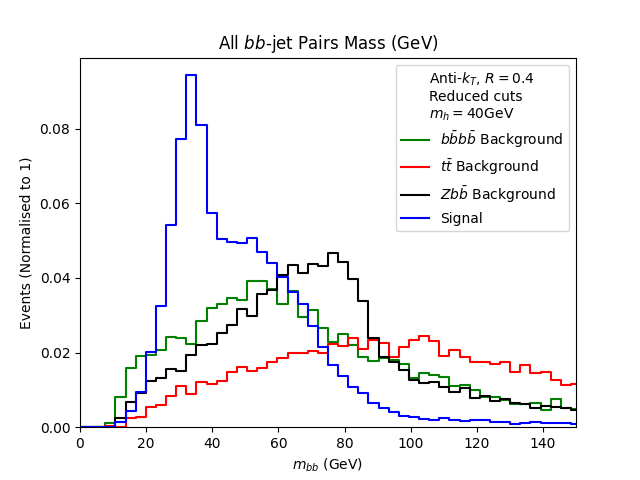 All bb-jet Pairs Mass (GeV)
Anti-k_T, R = 0.4
Reduced cuts
m_h = 40GeV
bb̄bb̄ Background
tt̄ Background
Zbb̄ Background
Signal
Events (Normalised to 1)
0.08
0.06
0.04
0.02
0.00
0 20 40 60 80 100 120 140
m_bb (GeV)